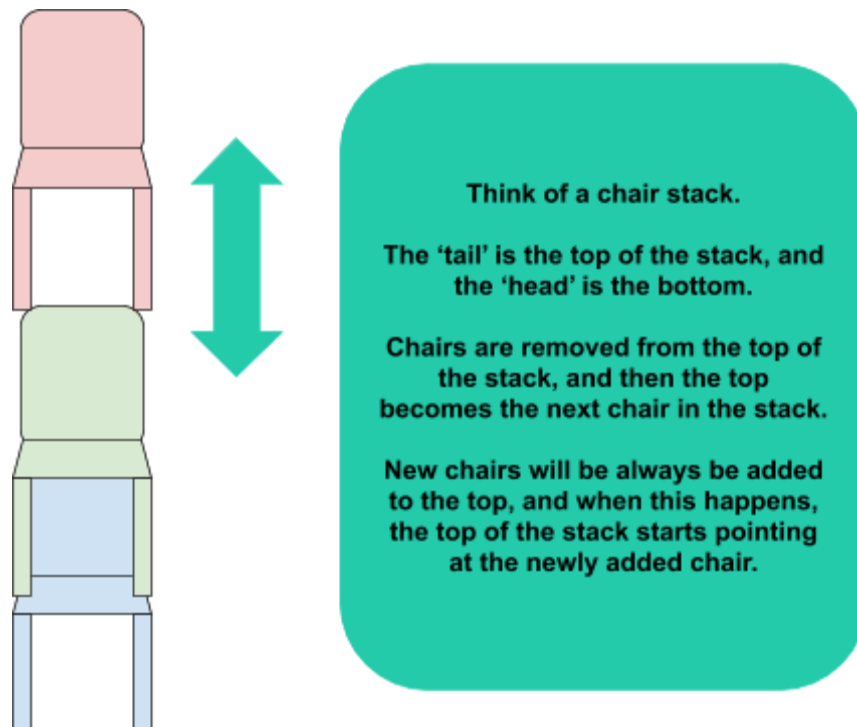 Think of a chair stack.
The ‘tail’ is the top of the stack, and
the ‘head’ is the bottom.
Chairs are removed from the top of
the stack, and then the top
becomes the next chair in the stack.
New chairs will be always be added
to the top, and when this happens,
the top of the stack starts pointing
at the newly added chair.